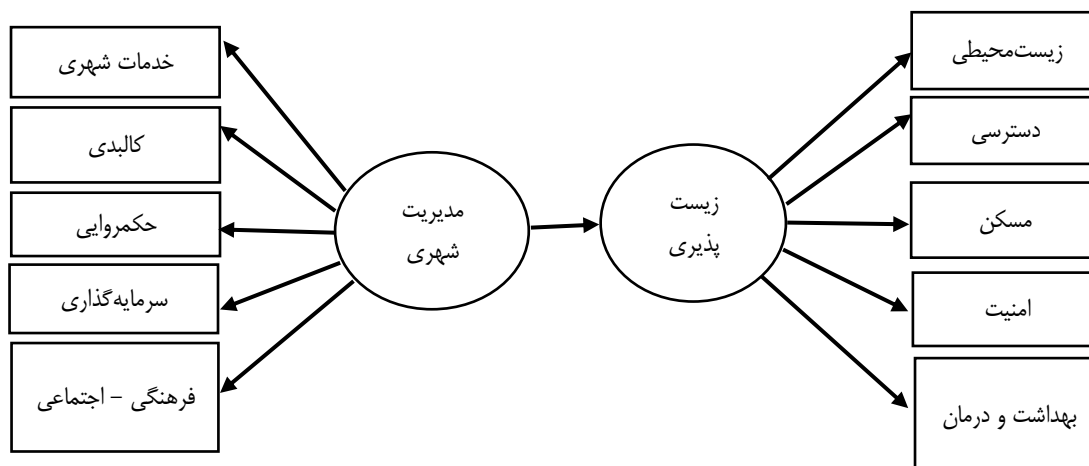 زیست‌محیطی
دسترسی
مسکن
امنیت
بهداشت و درمان
زیست
پذیری
مدیریت
شهری
خدمات شهری
کالبدی
حکمروایی
سرمایه‌گذاری
فرهنگی – اجتماعی